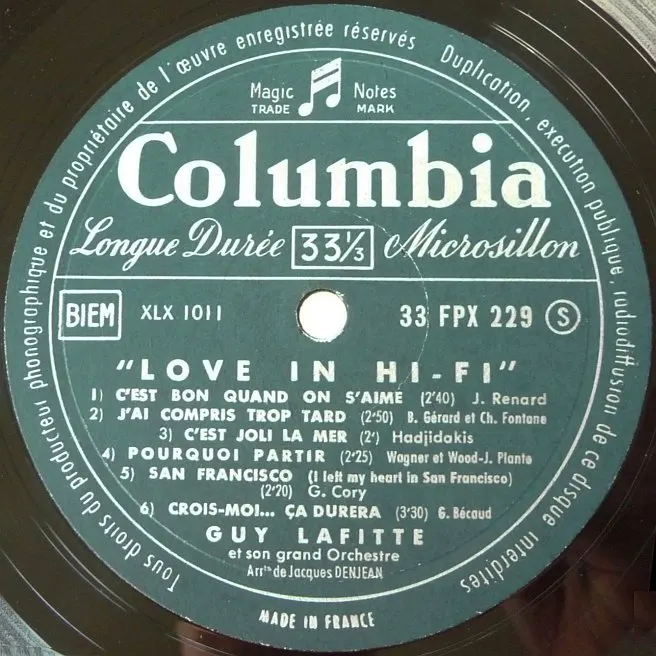 Tous droits du producteur phonographique et du propriétaire de l'œuvre enregistrée réservés
Duplication, exécution publique, radiodiffusion de ce disque interdites
Magic Notes
TRADE MARK
Columbia
Longue Durée 33 1/3 Microsillon
BIEM XLX 1011 33 FPX 229 S
"LOVE IN HI-FI"
1) C'EST BON QUAND ON S'AIME (2'40) J. Renard
2) J'AI COMPRIS TROP TARD (2'50) B. Gérard et Ch. Fontane
3) C'EST JOLI LA MER (2') Hadjidakis
4) POURQUOI PARTIR (2'25) Wagner et Wood-J. Plante
5) SAN FRANCISCO (I left my heart in San Francisco)
(2'20) G. Cory
6) CROIS-MOI... ÇA DURERA (3'30) G. Bécaud
GUY LAFITTE
et son grand Orchestre
Arrts de Jacques DENJEAN
MADE IN FRANCE